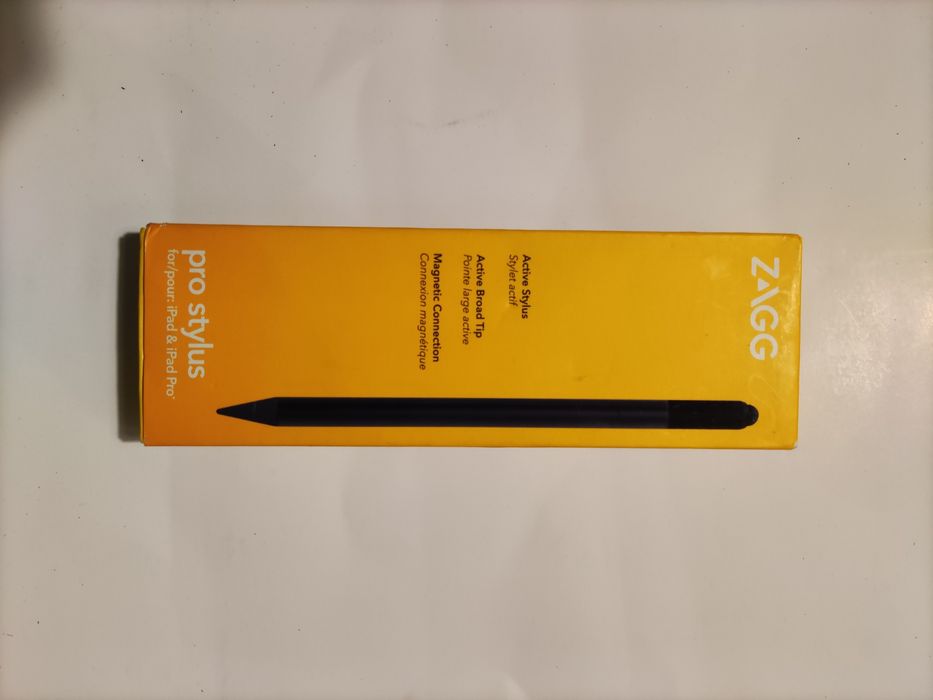 ZAGG
Active Stylus
Stylet actif
Active Broad Tip
Pointe large active
Magnetic Connection
Connexion magnétique
pro stylus
for/pour: iPad & iPad Pro*